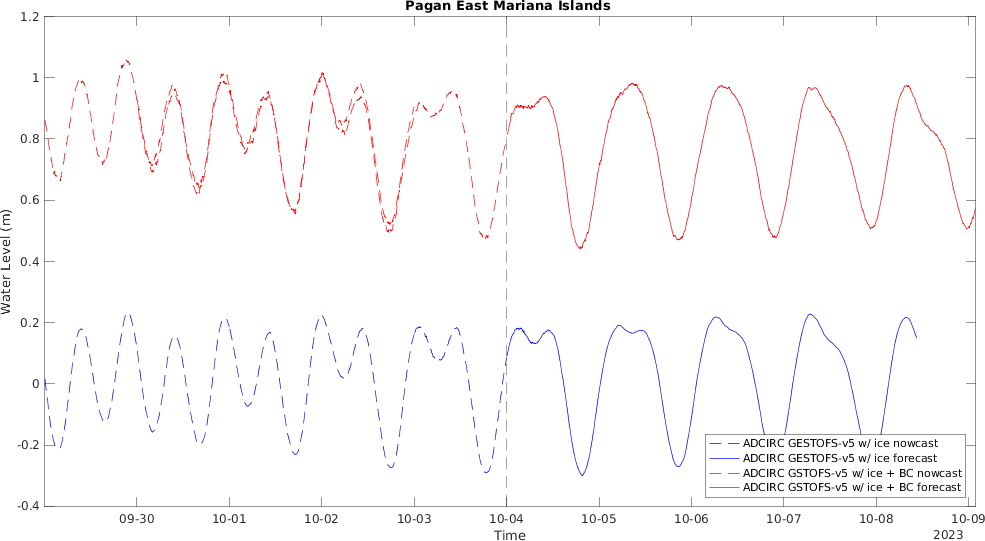 Pagan East Mariana Islands
1.2
1
0.8
0.6
0.4
0.2
0
-0.2
-0.4
Water Level (m)
ADCIRC GESTOFS-v5 w/ ice nowcast
ADCIRC GESTOFS-v5 w/ ice forecast
ADCIRC GSTOFS-v5 w/ ice + BC nowcast
ADCIRC GSTOFS-v5 w/ ice + BC forecast
09-30 10-01 10-02 10-03 10-04 10-05 10-06 10-07 10-08 10-09
Time 2023